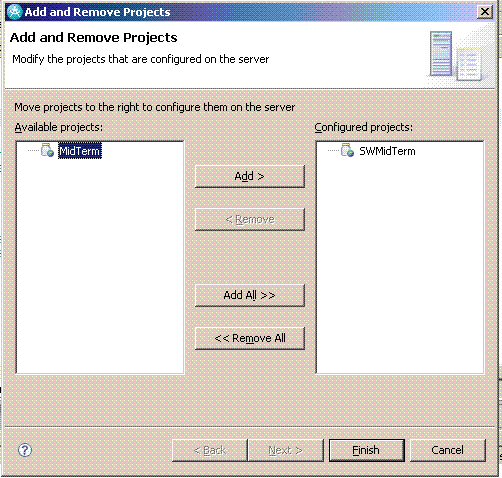 Add and Remove Projects
Add and Remove Projects
Modify the projects that are configured on the server
Move projects to the right to configure them on the server
Available projects:
Configured projects:
MidTerm
SWMidTerm
Add >
< Remove
Add All >>
<< Remove All
?
< Back
Next >
Finish
Cancel